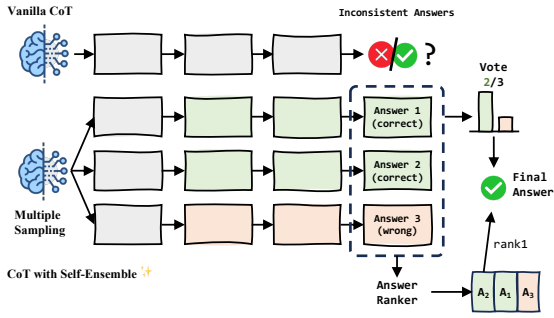 Vanilla CoT
Inconsistent Answers
?
Vote
2/3
Answer 1
(correct)
Answer 2
(correct)
Final
Answer
Multiple
Sampling
Answer 3
(wrong)
rank1
CoT with Self-Ensemble
Answer
Ranker
A₂ A₁ A₃